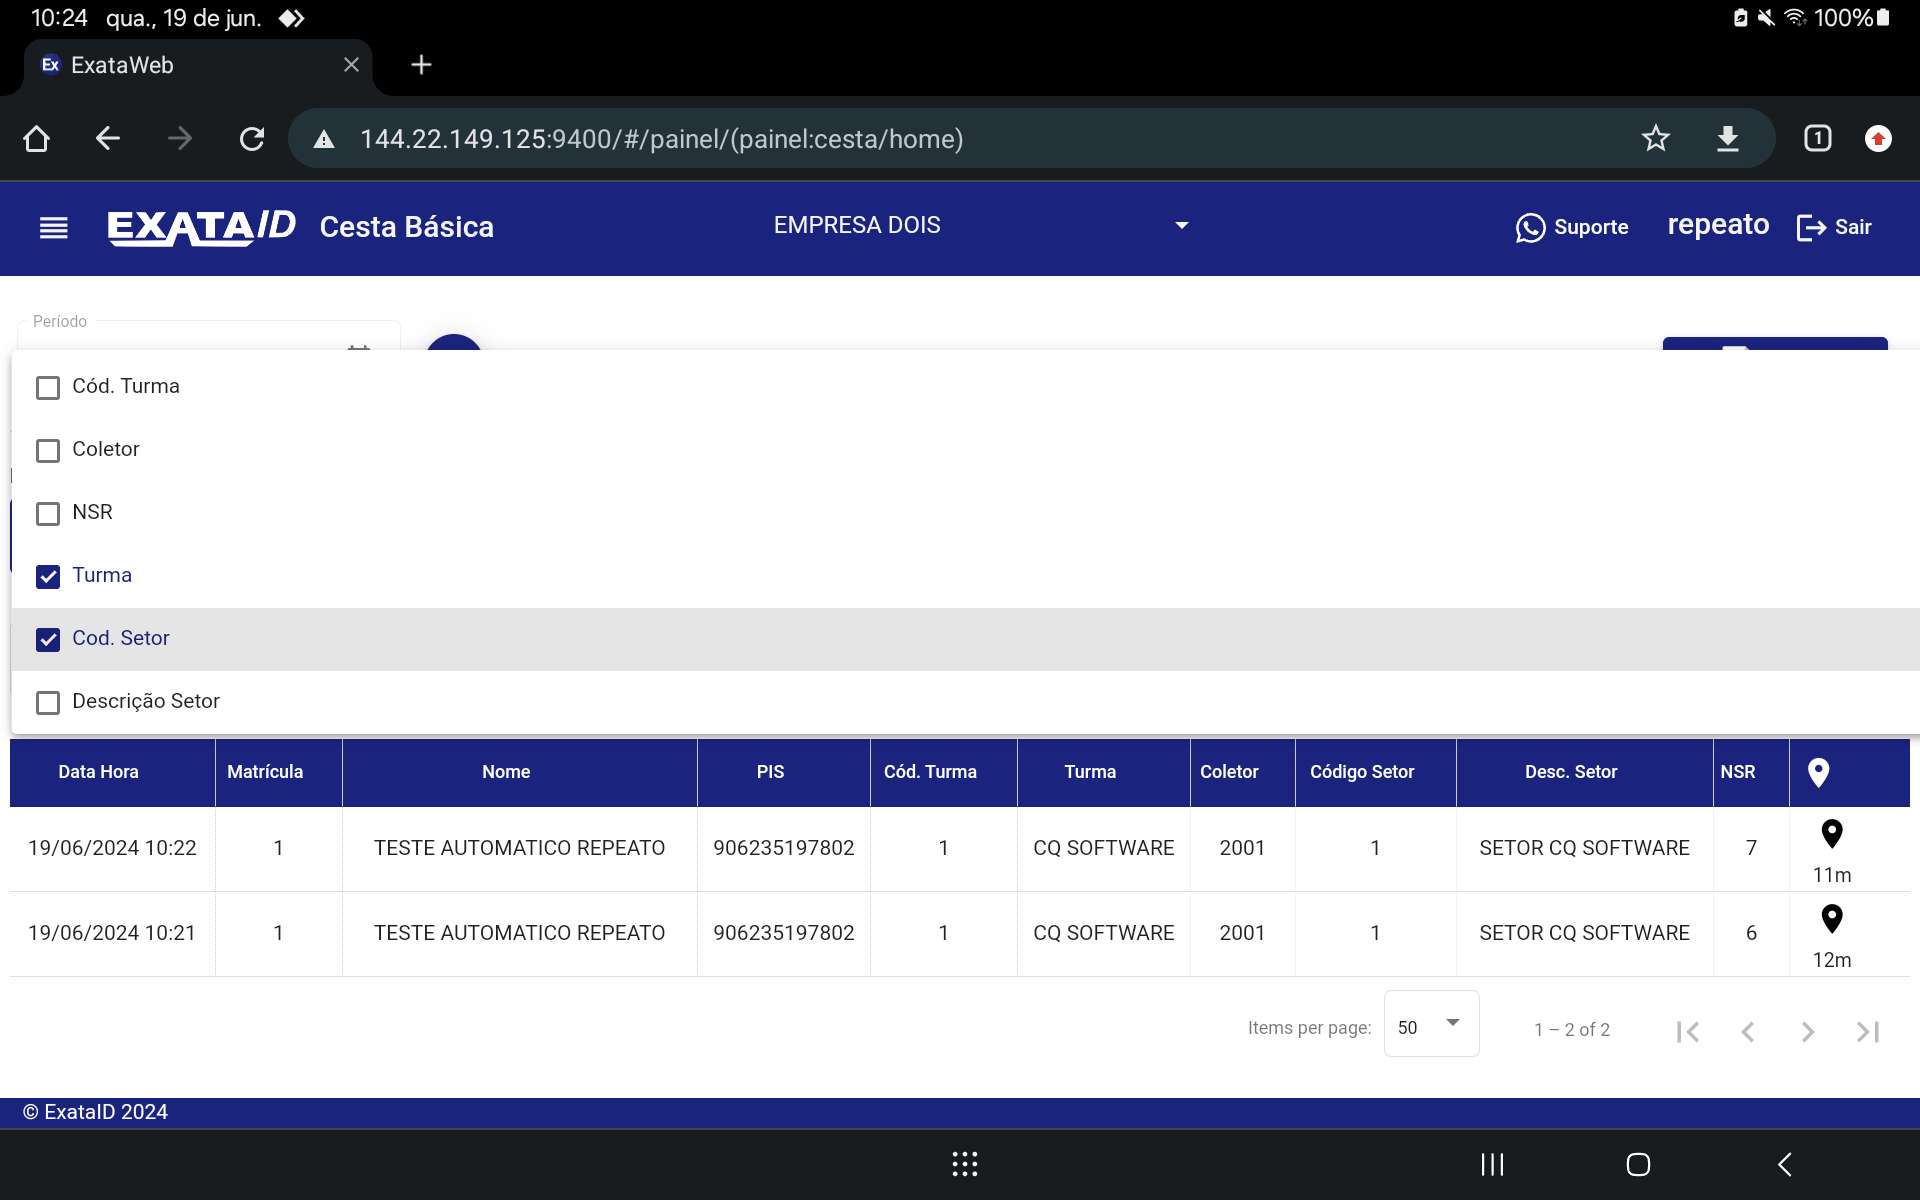 10:24 qua., 19 de jun. 100%
Ex ExataWeb
144.22.149.125:9400/#/painel/(painel:cesta/home) 1
EXATAID Cesta Básica EMPRESA DOIS Suporte repeato Sair
Período
Cód. Turma
Coletor
NSR
Turma
Cod. Setor
Descrição Setor
Data Hora Matrícula Nome PIS Cód. Turma Turma Coletor Código Setor Desc. Setor NSR
19/06/2024 10:22 1 TESTE AUTOMATICO REPEATO 906235197802 1 CQ SOFTWARE 2001 1 SETOR CQ SOFTWARE 7 11m
19/06/2024 10:21 1 TESTE AUTOMATICO REPEATO 906235197802 1 CQ SOFTWARE 2001 1 SETOR CQ SOFTWARE 6 12m
Items per page: 50 1 – 2 of 2
© ExataID 2024